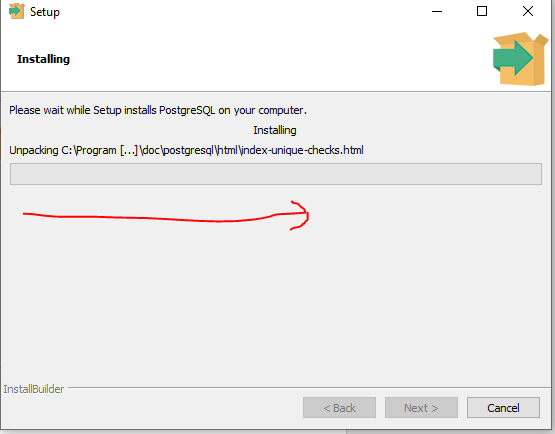 Setup
Installing
Please wait while Setup installs PostgreSQL on your computer.
Installing
Unpacking C:\Program [...]\doc\postgresql\html\index-unique-checks.html
InstallBuilder
< Back
Next >
Cancel